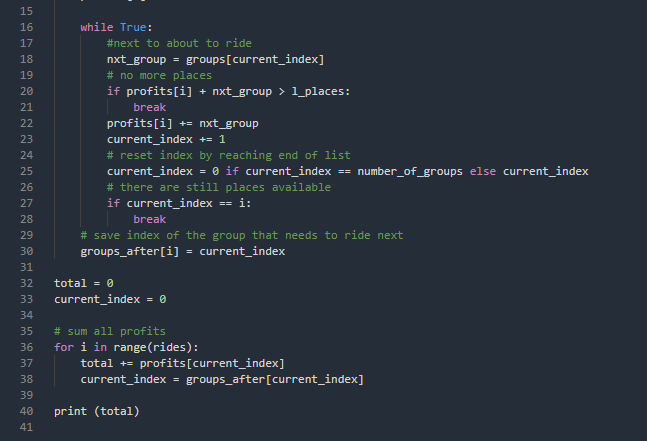 15
16 while True:
17 #next to about to ride
18 nxt_group = groups[current_index]
19 # no more places
20 if profits[i] + nxt_group > l_places:
21 break
22 profits[i] += nxt_group
23 current_index += 1
24 # reset index by reaching end of list
25 current_index = 0 if current_index == number_of_groups else current_index
26 # there are still places available
27 if current_index == i:
28 break
29 # save index of the group that needs to ride next
30 groups_after[i] = current_index
31
32 total = 0
33 current_index = 0
34
35 # sum all profits
36 for i in range(rides):
37 total += profits[current_index]
38 current_index = groups_after[current_index]
39
40 print (total)
41